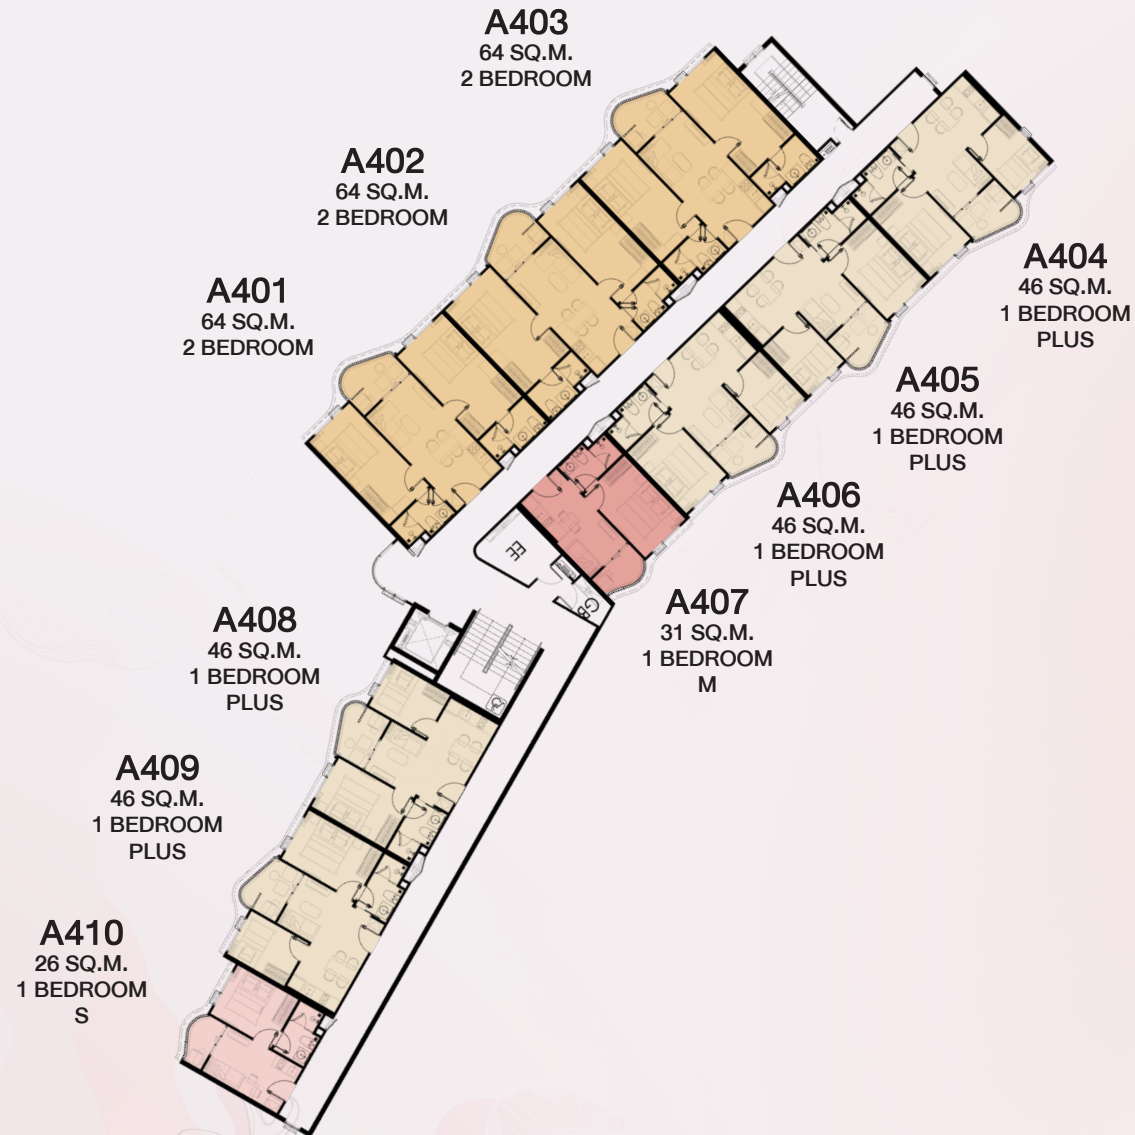 A403
64 SQ.M.
2 BEDROOM
A402
64 SQ.M.
2 BEDROOM
A401
64 SQ.M.
2 BEDROOM
A404
46 SQ.M.
1 BEDROOM
PLUS
A405
46 SQ.M.
1 BEDROOM
PLUS
A406
46 SQ.M.
1 BEDROOM
PLUS
EE
GB
A407
31 SQ.M.
1 BEDROOM
M
A408
46 SQ.M.
1 BEDROOM
PLUS
A409
46 SQ.M.
1 BEDROOM
PLUS
A410
26 SQ.M.
1 BEDROOM
S